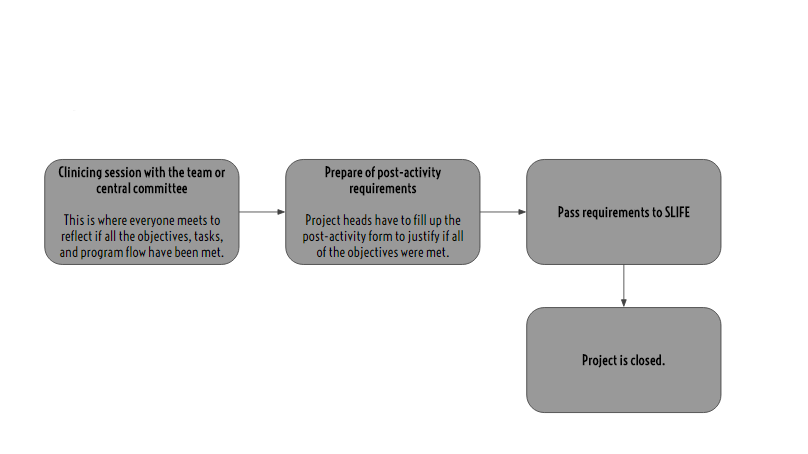 Clinicing session with the team or
central committee
This is where everyone meets to
reflect if all the objectives, tasks,
and program flow have been met.
Prepare of post-activity
requirements
Project heads have to fill up the
post-activity form to justify if all
of the objectives were met.
Pass requirements to SLIFE
Project is closed.